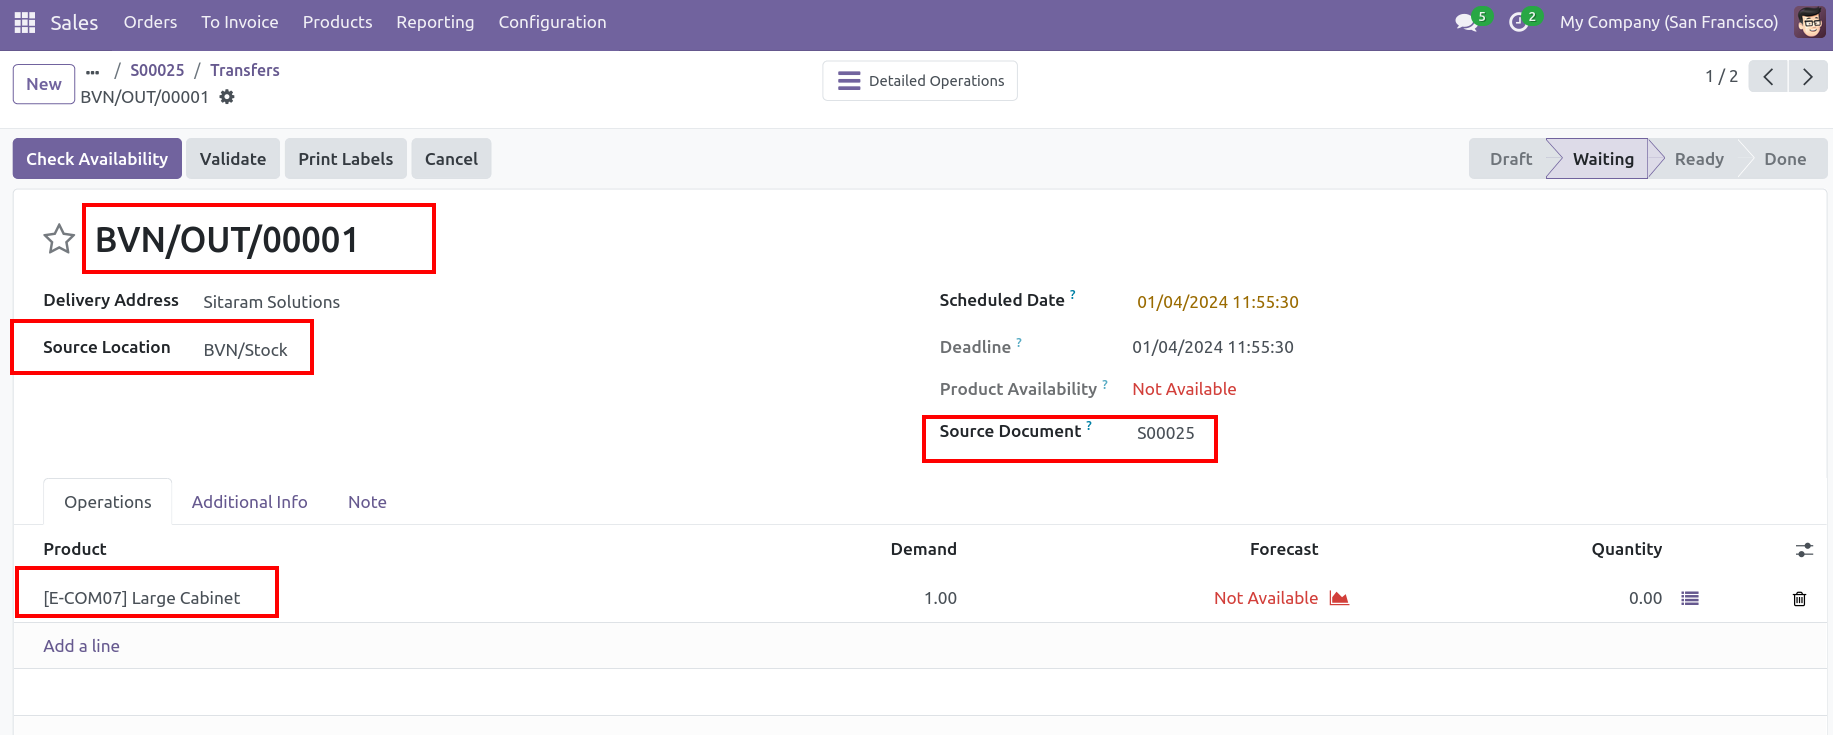 Sales Orders To Invoice Products Reporting Configuration 5 2 My Company (San Francisco)
New ... / S00025 / Transfers
BVN/OUT/00001
Detailed Operations
1 / 2
Check Availability Validate Print Labels Cancel Draft Waiting Ready Done
BVN/OUT/00001
Delivery Address Sitaram Solutions
Source Location BVN/Stock
Scheduled Date ? 01/04/2024 11:55:30
Deadline ? 01/04/2024 11:55:30
Product Availability ? Not Available
Source Document ? S00025
Operations Additional Info Note
Product Demand Forecast Quantity
[E-COM07] Large Cabinet 1.00 Not Available 0.00
Add a line